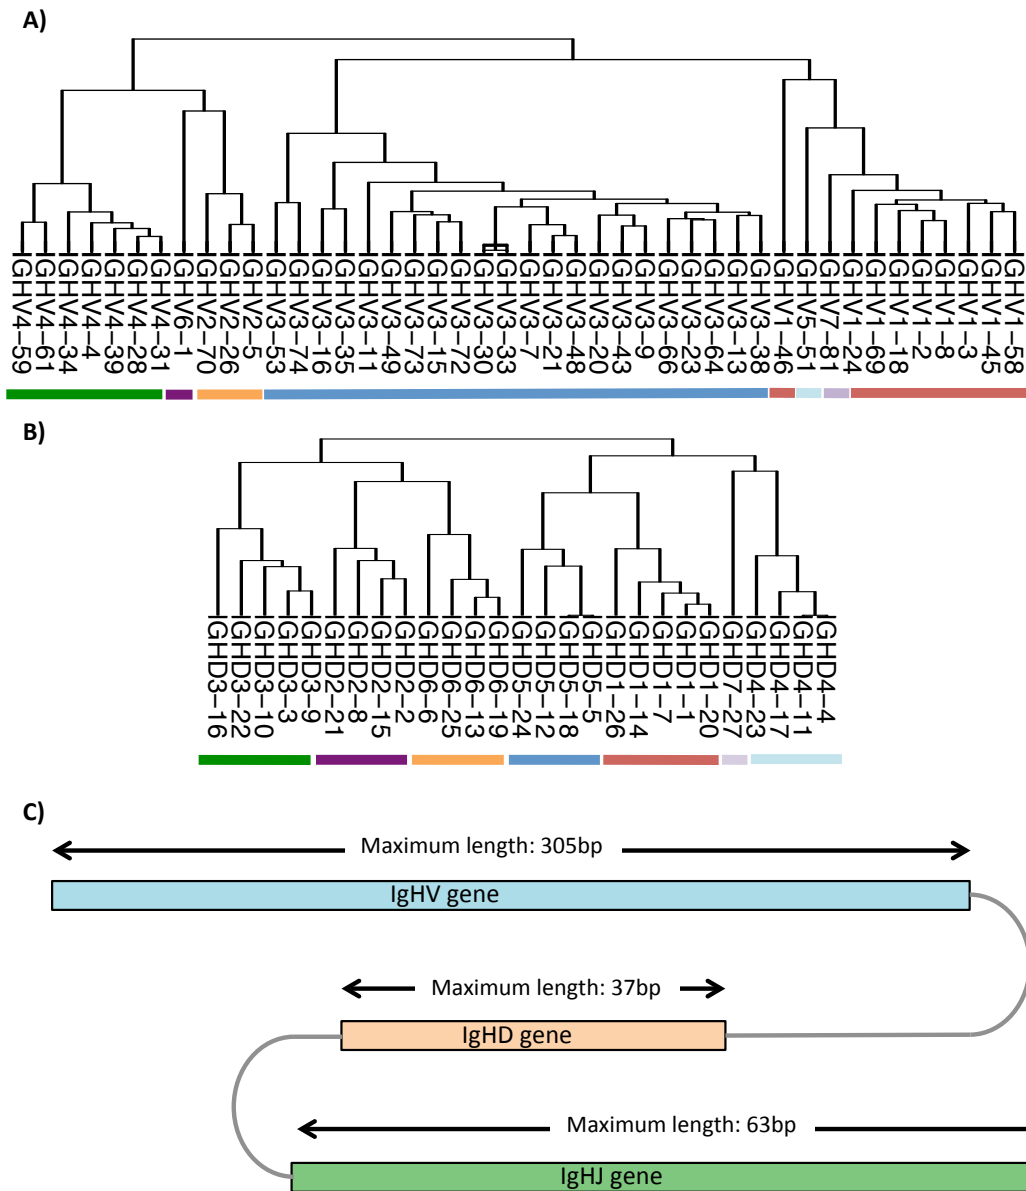 A)
IGHV4-59
IGHV4-61
IGHV4-34
IGHV4-4
IGHV4-39
IGHV4-28
IGHV4-31
IGHV6-1
IGHV2-70
IGHV2-26
IGHV2-5
IGHV3-53
IGHV3-74
IGHV3-16
IGHV3-35
IGHV3-11
IGHV3-49
IGHV3-73
IGHV3-15
IGHV3-72
IGHV3-30
IGHV3-33
IGHV3-7
IGHV3-21
IGHV3-48
IGHV3-20
IGHV3-43
IGHV3-9
IGHV3-66
IGHV3-23
IGHV3-64
IGHV3-13
IGHV3-38
IGHV1-46
IGHV5-51
IGHV7-81
IGHV1-24
IGHV1-69
IGHV1-18
IGHV1-2
IGHV1-8
IGHV1-3
IGHV1-45
IGHV1-58
B)
IGHD3-16
IGHD3-22
IGHD3-10
IGHD3-3
IGHD3-9
IGHD2-21
IGHD2-8
IGHD2-15
IGHD2-2
IGHD6-6
IGHD6-25
IGHD6-13
IGHD6-19
IGHD5-24
IGHD5-12
IGHD5-18
IGHD5-5
IGHD1-26
IGHD1-14
IGHD1-7
IGHD1-1
IGHD1-20
IGHD7-27
IGHD4-23
IGHD4-17
IGHD4-11
IGHD4-4
C)
Maximum length: 305bp
IgHV gene
Maximum length: 37bp
IgHD gene
Maximum length: 63bp
IgHJ gene